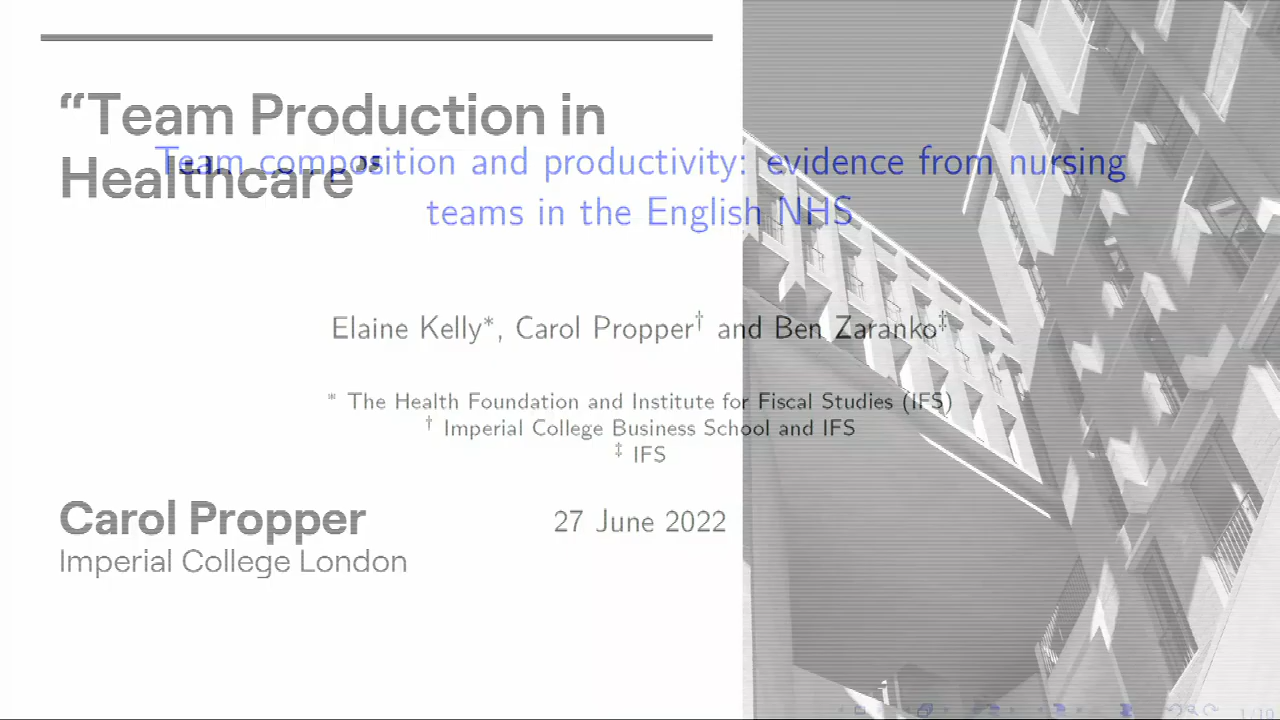 “Team Production in
Healthcare”
Team composition and productivity: evidence from nursing
teams in the English NHS
Elaine Kelly*, Carol Propper† and Ben Zaranko‡
* The Health Foundation and Institute for Fiscal Studies (IFS)
† Imperial College Business School and IFS
‡ IFS
Carol Propper
Imperial College London
27 June 2022
1/19